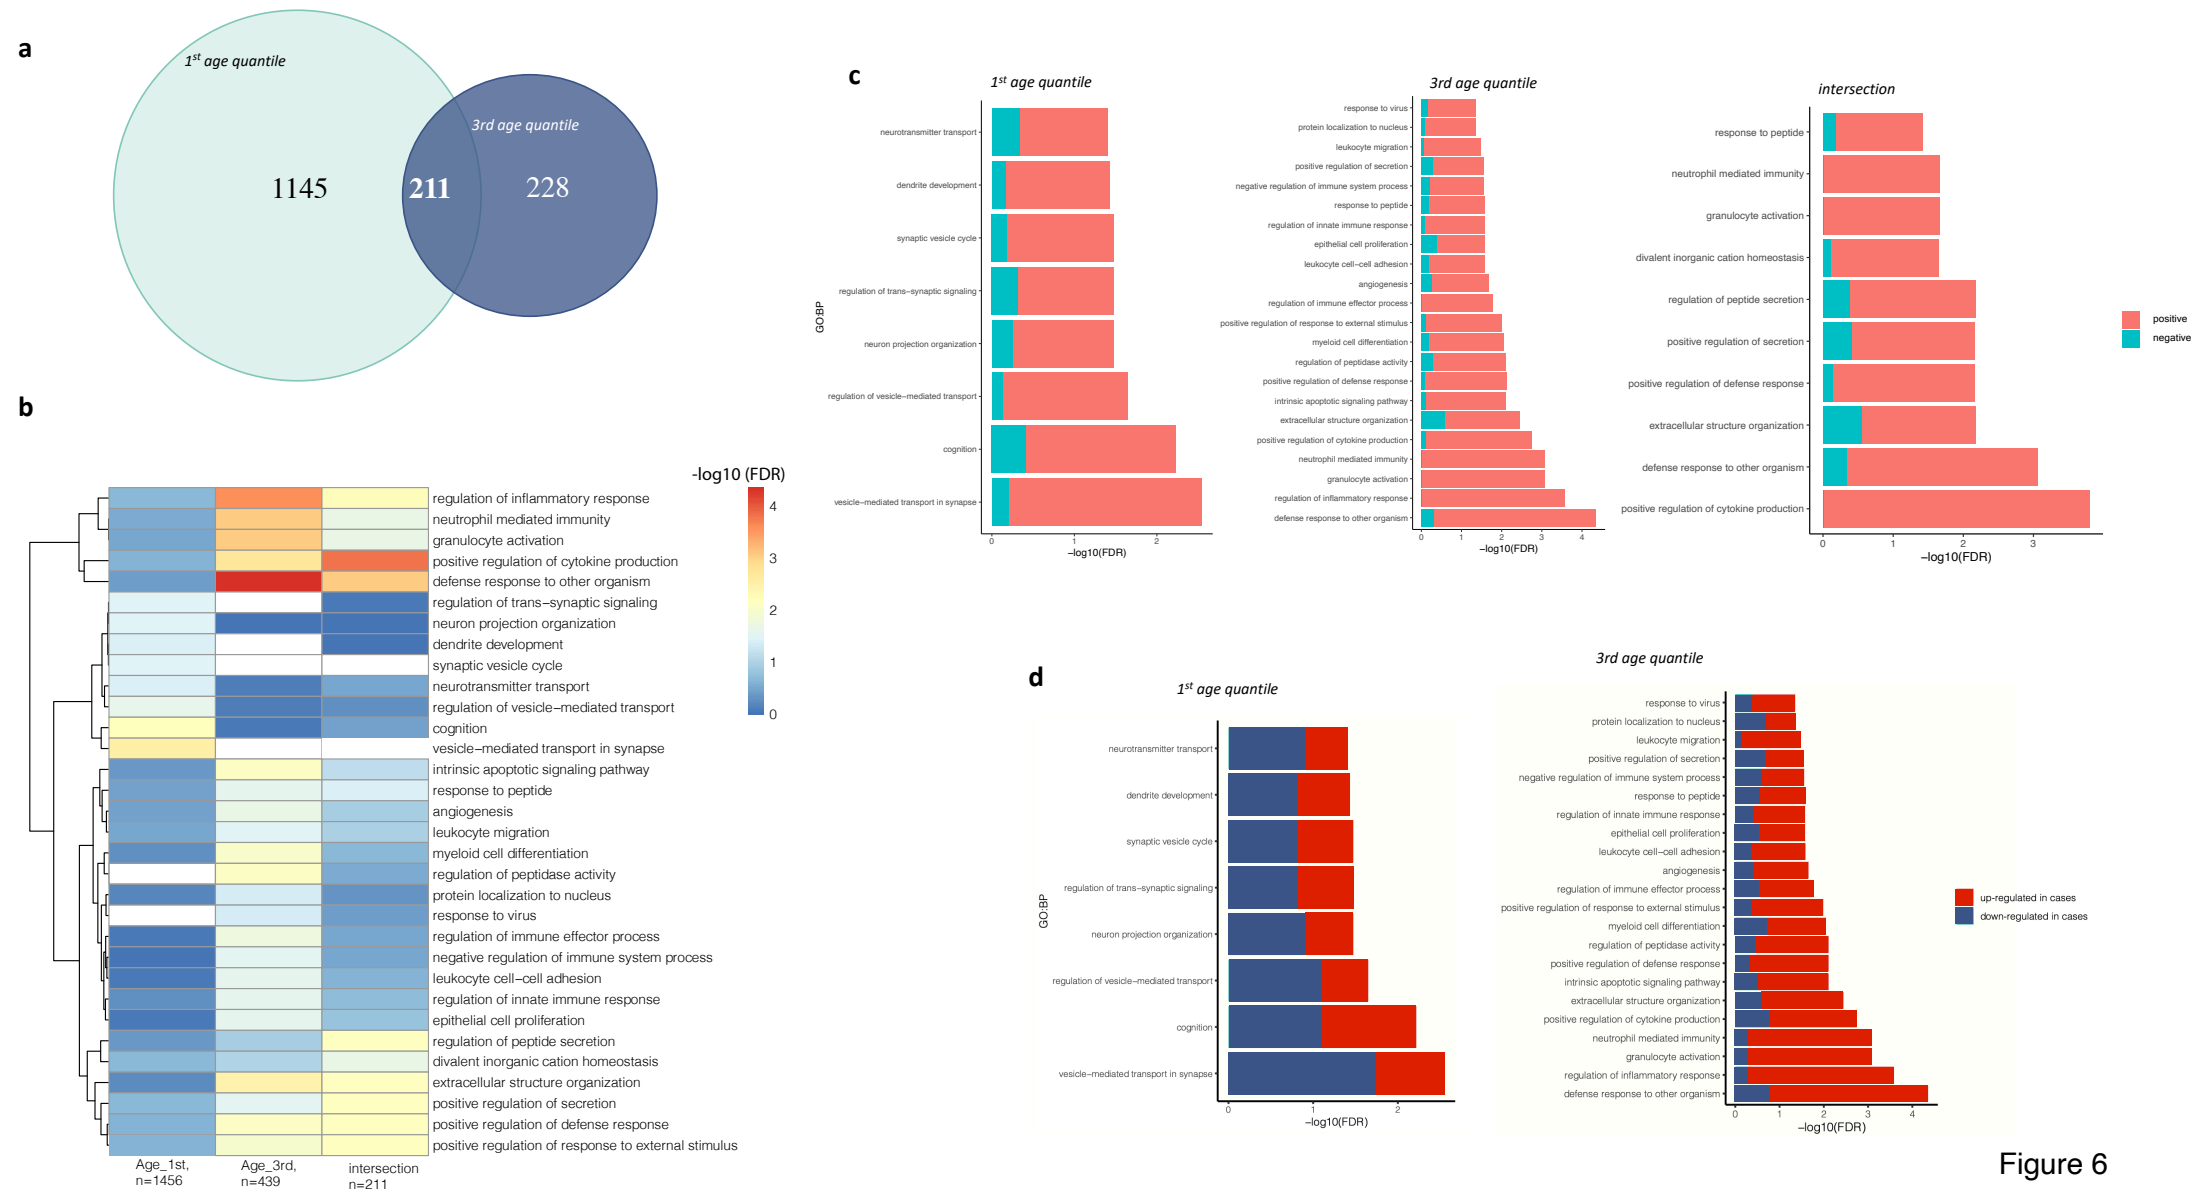 a
1st age quantile
3rd age quantile
1145
211
228
b
-log10 (FDR)
4
3
2
1
0
regulation of inflammatory response
neutrophil mediated immunity
granulocyte activation
positive regulation of cytokine production
defense response to other organism
regulation of trans−synaptic signaling
neuron projection organization
dendrite development
synaptic vesicle cycle
neurotransmitter transport
regulation of vesicle−mediated transport
cognition
vesicle−mediated transport in synapse
intrinsic apoptotic signaling pathway
response to peptide
angiogenesis
leukocyte migration
myeloid cell differentiation
regulation of peptidase activity
protein localization to nucleus
response to virus
regulation of immune effector process
negative regulation of immune system process
leukocyte cell−cell adhesion
regulation of innate immune response
epithelial cell proliferation
regulation of peptide secretion
divalent inorganic cation homeostasis
extracellular structure organization
positive regulation of secretion
positive regulation of defense response
positive regulation of response to external stimulus
Age_1st,
n=1456
Age_3rd,
n=439
intersection
n=211
c
1st age quantile
GO:BP
neurotransmitter transport
dendrite development
synaptic vesicle cycle
regulation of trans−synaptic signaling
neuron projection organization
regulation of vesicle−mediated transport
cognition
vesicle−mediated transport in synapse
0 1 2
−log10(FDR)
3rd age quantile
response to virus
protein localization to nucleus
leukocyte migration
positive regulation of secretion
negative regulation of immune system process
response to peptide
regulation of innate immune response
epithelial cell proliferation
leukocyte cell−cell adhesion
angiogenesis
regulation of immune effector process
positive regulation of response to external stimulus
myeloid cell differentiation
regulation of peptidase activity
positive regulation of defense response
intrinsic apoptotic signaling pathway
extracellular structure organization
positive regulation of cytokine production
neutrophil mediated immunity
granulocyte activation
regulation of inflammatory response
defense response to other organism
0 1 2 3 4
−log10(FDR)
intersection
response to peptide
neutrophil mediated immunity
granulocyte activation
divalent inorganic cation homeostasis
regulation of peptide secretion
positive regulation of secretion
positive regulation of defense response
extracellular structure organization
defense response to other organism
positive regulation of cytokine production
0 1 2 3
−log10(FDR)
positive
negative
d
1st age quantile
GO:BP
neurotransmitter transport
dendrite development
synaptic vesicle cycle
regulation of trans−synaptic signaling
neuron projection organization
regulation of vesicle−mediated transport
cognition
vesicle−mediated transport in synapse
0 1 2
−log10(FDR)
3rd age quantile
response to virus
protein localization to nucleus
leukocyte migration
positive regulation of secretion
negative regulation of immune system process
response to peptide
regulation of innate immune response
epithelial cell proliferation
leukocyte cell−cell adhesion
angiogenesis
regulation of immune effector process
positive regulation of response to external stimulus
myeloid cell differentiation
regulation of peptidase activity
positive regulation of defense response
intrinsic apoptotic signaling pathway
extracellular structure organization
positive regulation of cytokine production
neutrophil mediated immunity
granulocyte activation
regulation of inflammatory response
defense response to other organism
0 1 2 3 4
−log10(FDR)
up-regulated in cases
down-regulated in cases
Figure 6